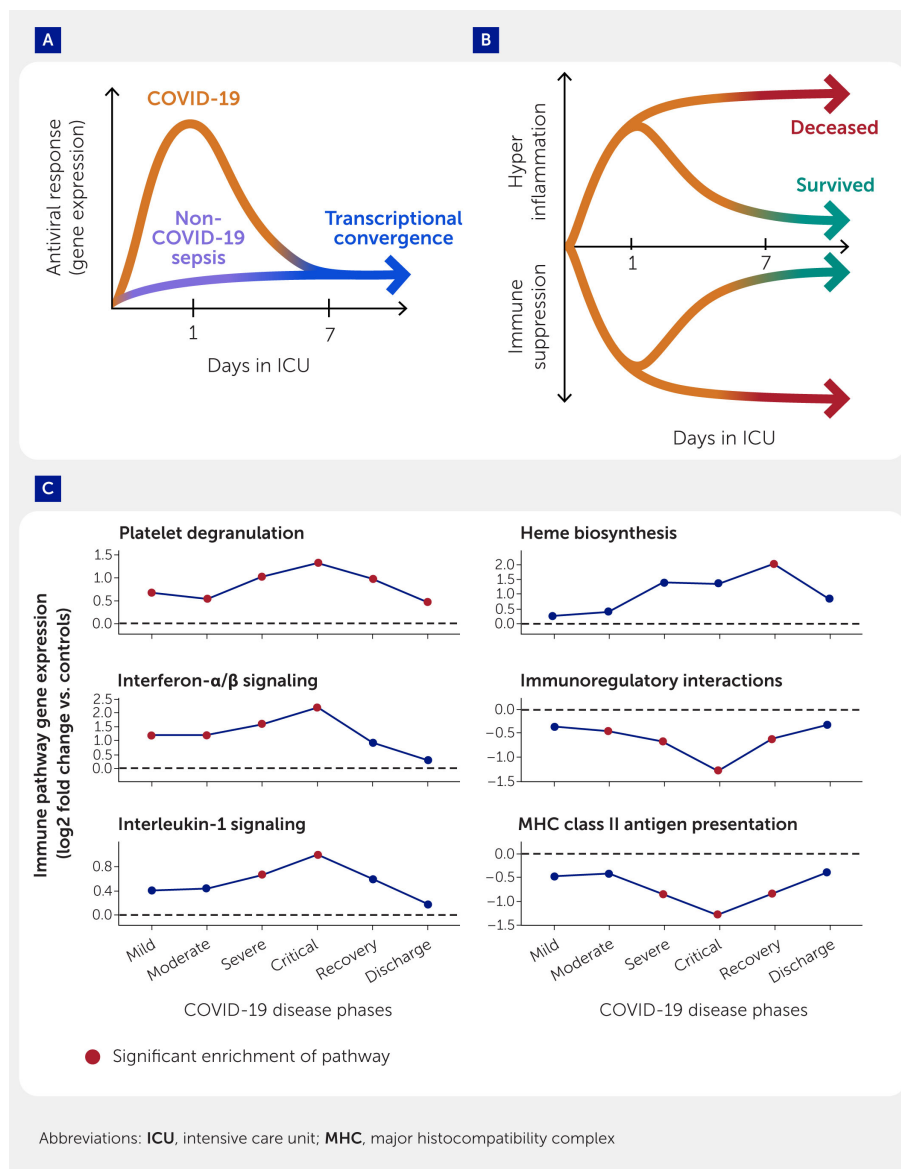 A
B
Antiviral response
(gene expression)
COVID-19
Non-
COVID-19
sepsis
Transcriptional
convergence
1
7
Days in ICU
Hyper
inflammation
Immune
suppression
Deceased
Survived
1
7
Days in ICU
C
Immune pathway gene expression
(log2 fold change vs. controls)
Platelet degranulation
1.5
1.0
0.5
0.0
Heme biosynthesis
2.0
1.5
1.0
0.5
0.0
Interferon-α/β signaling
2.5
2.0
1.5
1.0
0.5
0.0
Immunoregulatory interactions
0.0
−0.5
−1.0
−1.5
Interleukin-1 signaling
0.8
0.4
0.0
Mild
Moderate
Severe
Critical
Recovery
Discharge
COVID-19 disease phases
MHC class II antigen presentation
0.0
−0.5
−1.0
−1.5
Mild
Moderate
Severe
Critical
Recovery
Discharge
COVID-19 disease phases
Significant enrichment of pathway
Abbreviations: ICU, intensive care unit; MHC, major histocompatibility complex